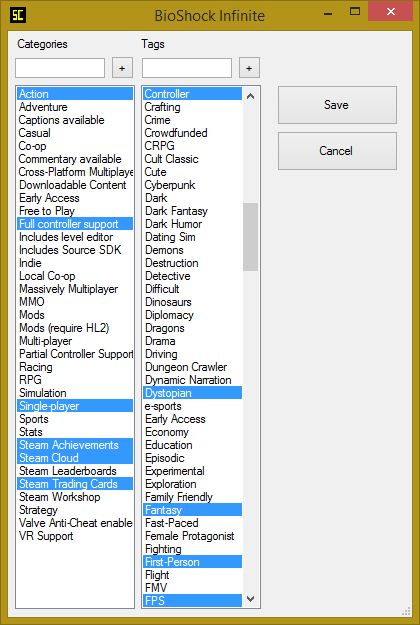 SC
BioShock Infinite
Categories
Tags
+
+
Save
Cancel
Action
Adventure
Captions available
Casual
Co-op
Commentary available
Cross-Platform Multiplaye
Downloadable Content
Early Access
Free to Play
Full controller support
Includes level editor
Includes Source SDK
Indie
Local Co-op
Massively Multiplayer
MMO
Mods
Mods (require HL2)
Multi-player
Partial Controller Support
Racing
RPG
Simulation
Single-player
Sports
Stats
Steam Achievements
Steam Cloud
Steam Leaderboards
Steam Trading Cards
Steam Workshop
Strategy
Valve Anti-Cheat enable
VR Support
Controller
Crafting
Crime
Crowdfunded
CRPG
Cult Classic
Cute
Cyberpunk
Dark
Dark Fantasy
Dark Humor
Dating Sim
Demons
Destruction
Detective
Difficult
Dinosaurs
Diplomacy
Dragons
Drama
Driving
Dungeon Crawler
Dynamic Narration
Dystopian
e-sports
Early Access
Economy
Education
Episodic
Experimental
Exploration
Family Friendly
Fantasy
Fast-Paced
Female Protagonist
Fighting
First-Person
Flight
FMV
FPS